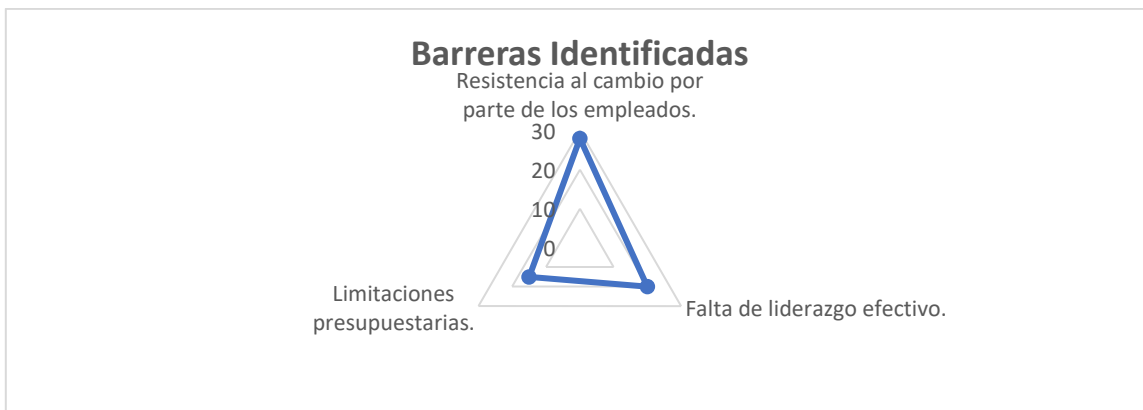 Barreras Identificadas
Resistencia al cambio por
parte de los empleados.
30
20
10
0
Limitaciones
presupuestarias.
Falta de liderazgo efectivo.